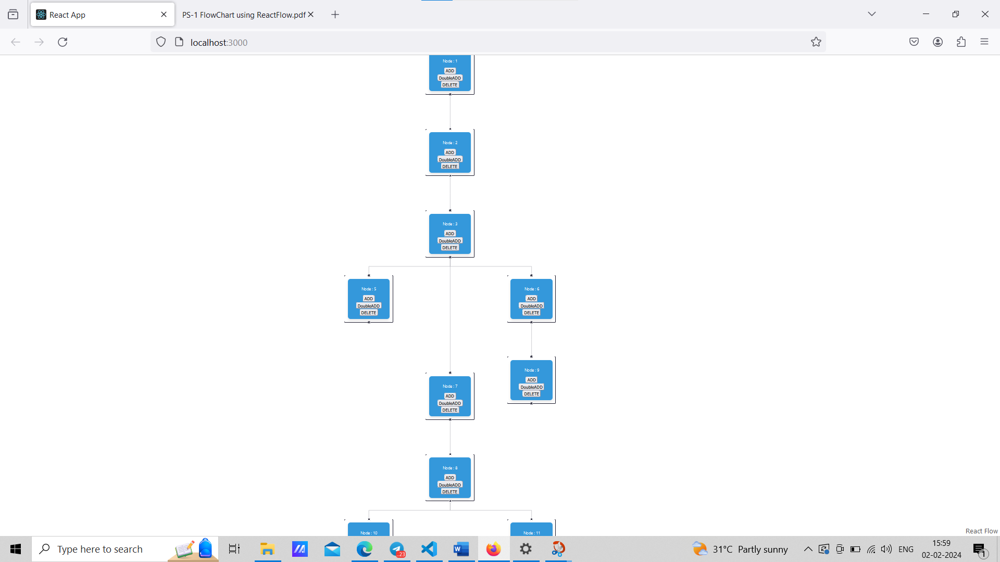 React App
PS-1 FlowChart using ReactFlow.pdf
localhost:3000
Node : 1
ADD
DoubleADD
DELETE
Node : 2
ADD
DoubleADD
DELETE
Node : 3
ADD
DoubleADD
DELETE
Node : 5
ADD
DoubleADD
DELETE
Node : 6
ADD
DoubleADD
DELETE
Node : 9
ADD
DoubleADD
DELETE
Node : 7
ADD
DoubleADD
DELETE
Node : 8
ADD
DoubleADD
DELETE
Node : 10
Node : 11
React Flow
Type here to search
..23
W
31°C Partly sunny
ENG
15:59
02-02-2024
1